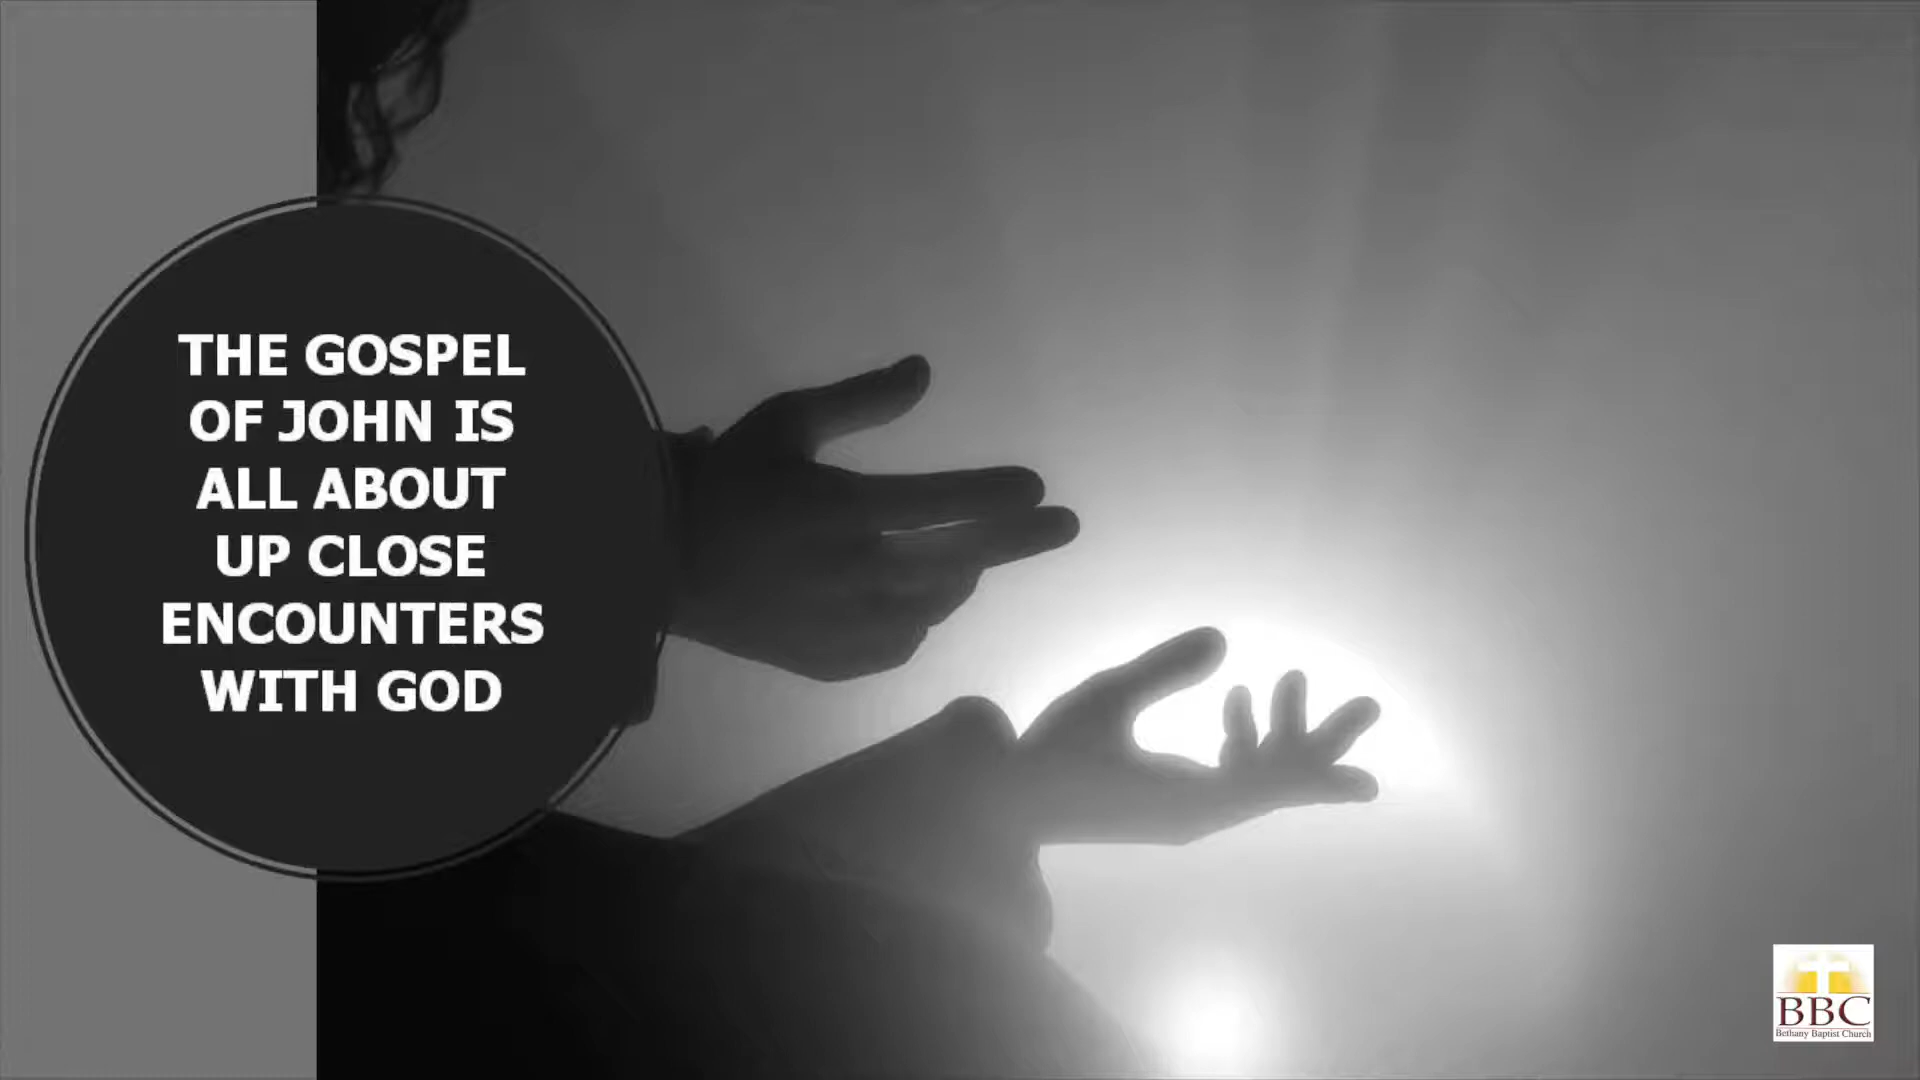 THE GOSPEL
OF JOHN IS
ALL ABOUT
UP CLOSE
ENCOUNTERS
WITH GOD
BBC
Bethany Baptist Church